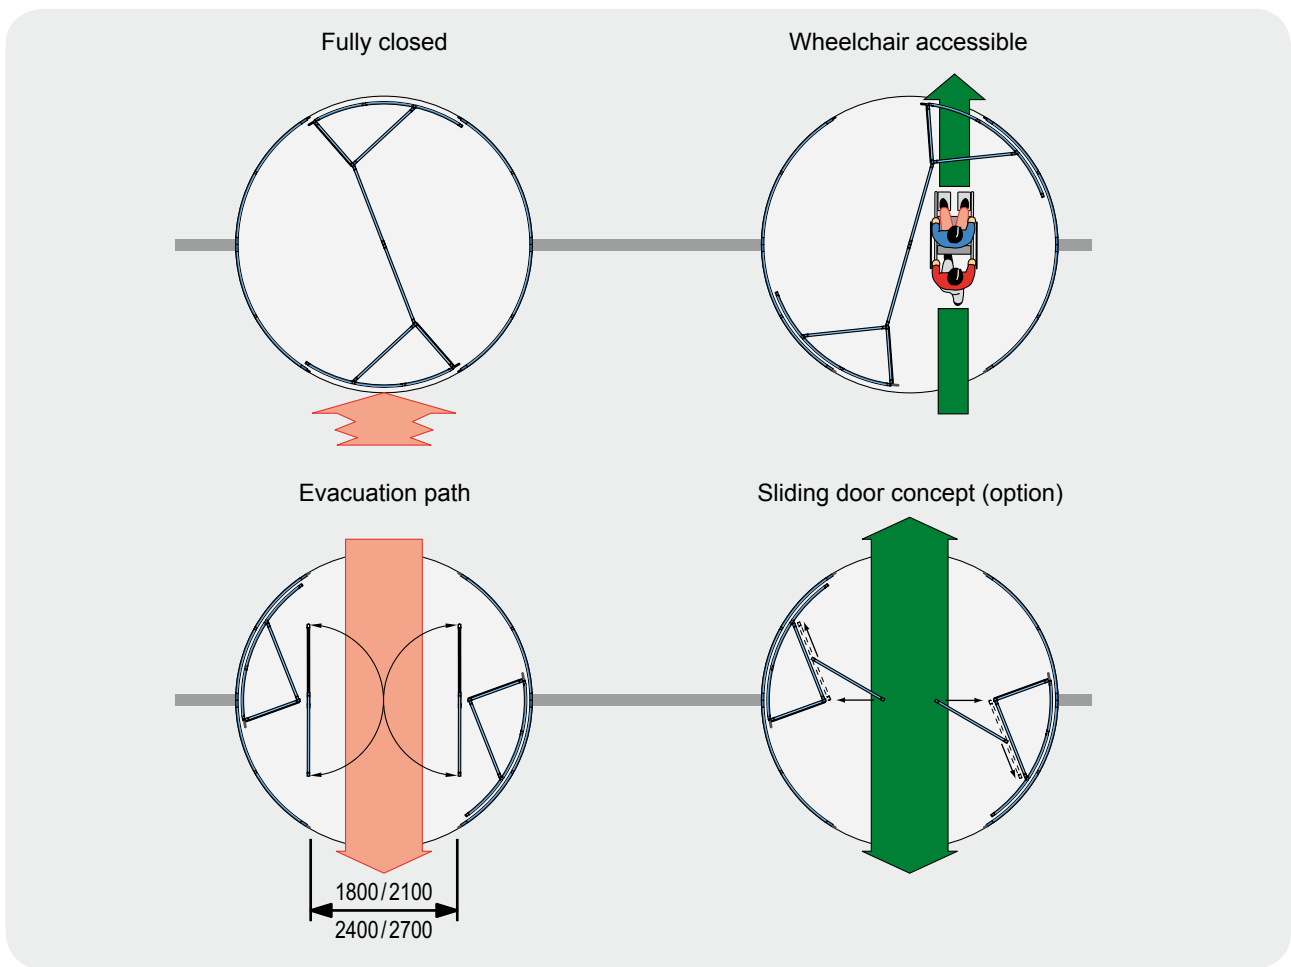 Fully closed
Wheelchair accessible
Evacuation path
Sliding door concept (option)
1800/2100
2400/2700